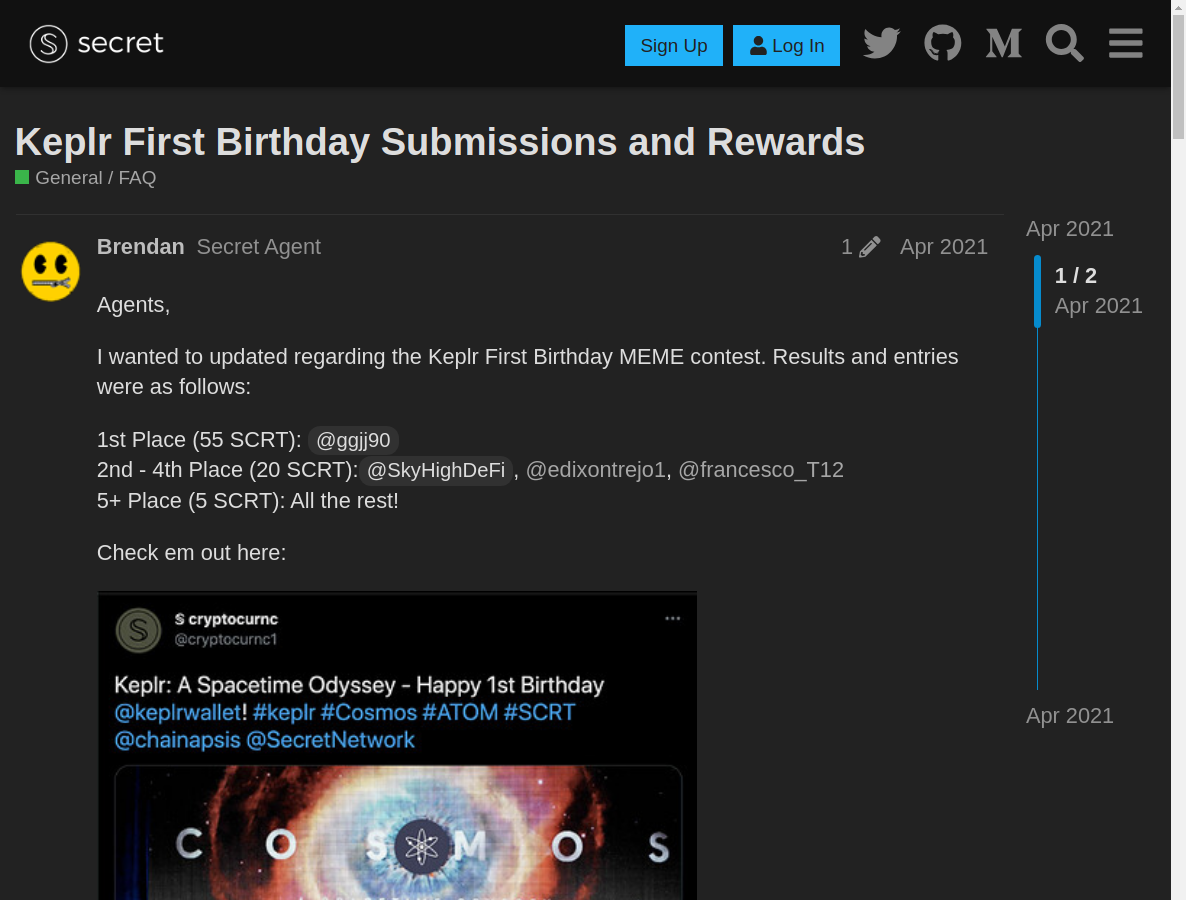 secret
Sign Up
Log In
Keplr First Birthday Submissions and Rewards
General / FAQ
Brendan Secret Agent 1 Apr 2021
Apr 2021
1 / 2
Apr 2021
Agents,
I wanted to updated regarding the Keplr First Birthday MEME contest. Results and entries
were as follows:
1st Place (55 SCRT): @ggjj90
2nd - 4th Place (20 SCRT): @SkyHighDeFi, @edixontrejo1, @francesco_T12
5+ Place (5 SCRT): All the rest!
Check em out here:
cryptocurnc
@cryptocurnc1
Keplr: A Spacetime Odyssey - Happy 1st Birthday
@keplrwallet! #keplr #Cosmos #ATOM #SCRT
@chainapsis @SecretNetwork
COSMOS
Apr 2021